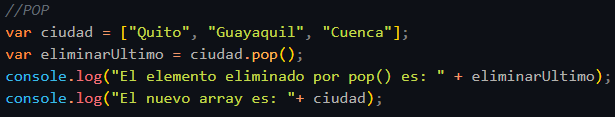 //POP
var ciudad = ["Quito", "Guayaquil", "Cuenca"];
var eliminarUltimo = ciudad.pop();
console.log("El elemento eliminado por pop() es: " + eliminarUltimo);
console.log("El nuevo array es: "+ ciudad);